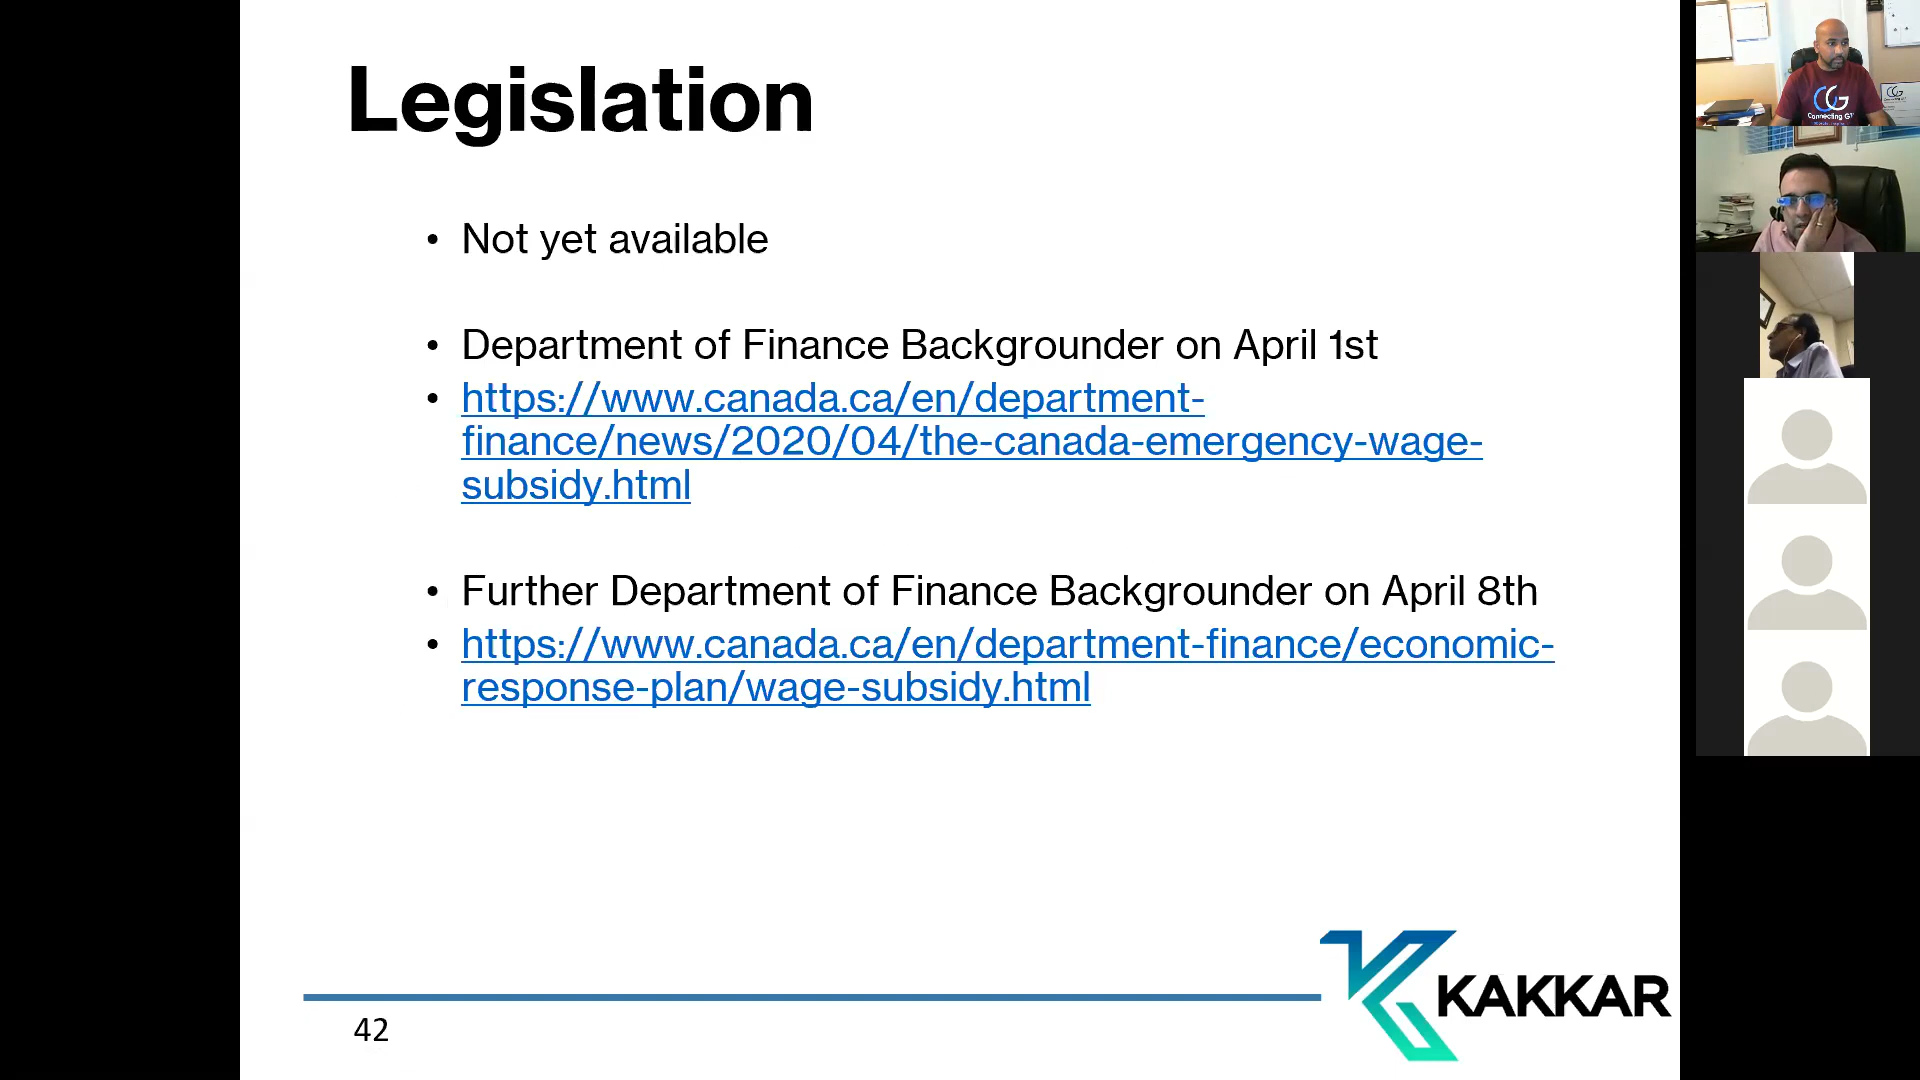 Legislation
• Not yet available
• Department of Finance Backgrounder on April 1st
• https://www.canada.ca/en/department-
finance/news/2020/04/the-canada-emergency-wage-
subsidy.html
• Further Department of Finance Backgrounder on April 8th
• https://www.canada.ca/en/department-finance/economic-
response-plan/wage-subsidy.html
KAKKAR
42
CG
Connecting